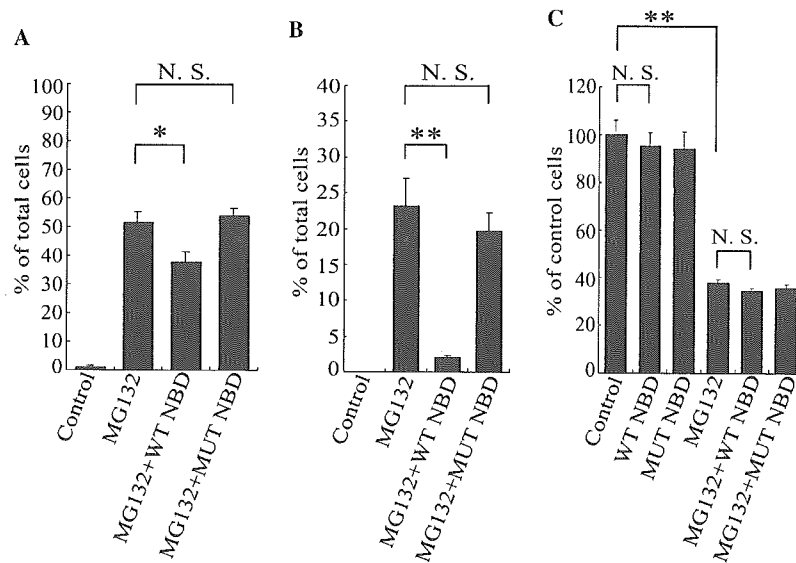 A
% of total cells
100
90
80
70
60
50
40
30
20
10
0
N. S.
*
Control
MG132
MG132+WT NBD
MG132+MUT NBD
B
% of total cells
40
35
30
25
20
15
10
5
0
N. S.
**
Control
MG132
MG132+WT NBD
MG132+MUT NBD
C
% of control cells
120
100
80
60
40
20
0
**
N. S.
N. S.
Control
WT NBD
MUT NBD
MG132
MG132+WT NBD
MG132+MUT NBD